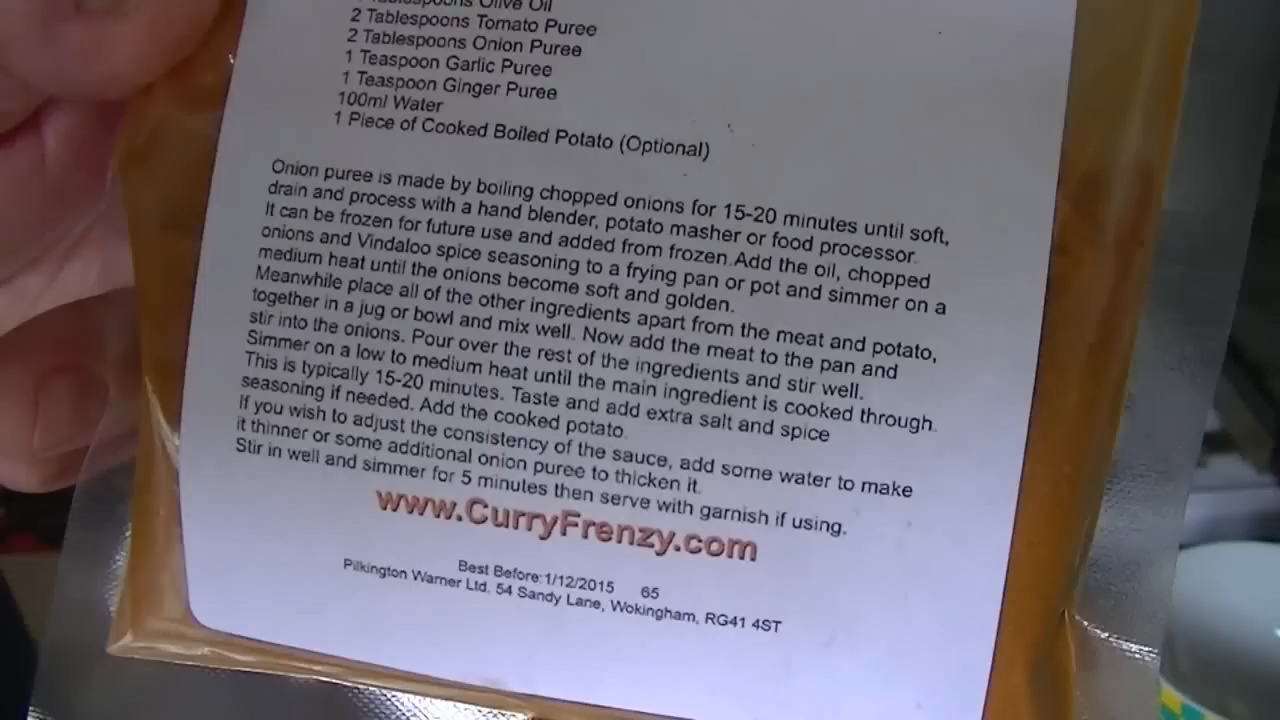 Tablespoons Olive Oil
2 Tablespoons Tomato Puree
2 Tablespoons Onion Puree
1 Teaspoon Garlic Puree
1 Teaspoon Ginger Puree
100ml Water
1 Piece of Cooked Boiled Potato (Optional)
Onion puree is made by boiling chopped onions for 15-20 minutes until soft,
drain and process with a hand blender, potato masher or food processor.
It can be frozen for future use and added from frozen.Add the oil, chopped
onions and Vindaloo spice seasoning to a frying pan or pot and simmer on a
medium heat until the onions become soft and golden.
Meanwhile place all of the other ingredients apart from the meat and potato,
together in a jug or bowl and mix well. Now add the meat to the pan and
stir into the onions. Pour over the rest of the ingredients and stir well.
Simmer on a low to medium heat until the main ingredient is cooked through.
This is typically 15-20 minutes. Taste and add extra salt and spice
seasoning if needed. Add the cooked potato.
If you wish to adjust the consistency of the sauce, add some water to make
it thinner or some additional onion puree to thicken it.
Stir in well and simmer for 5 minutes then serve with garnish if using.
www.CurryFrenzy.com
Best Before:1/12/2015 65
Pilkington Warner Ltd, 54 Sandy Lane, Wokingham, RG41 4ST